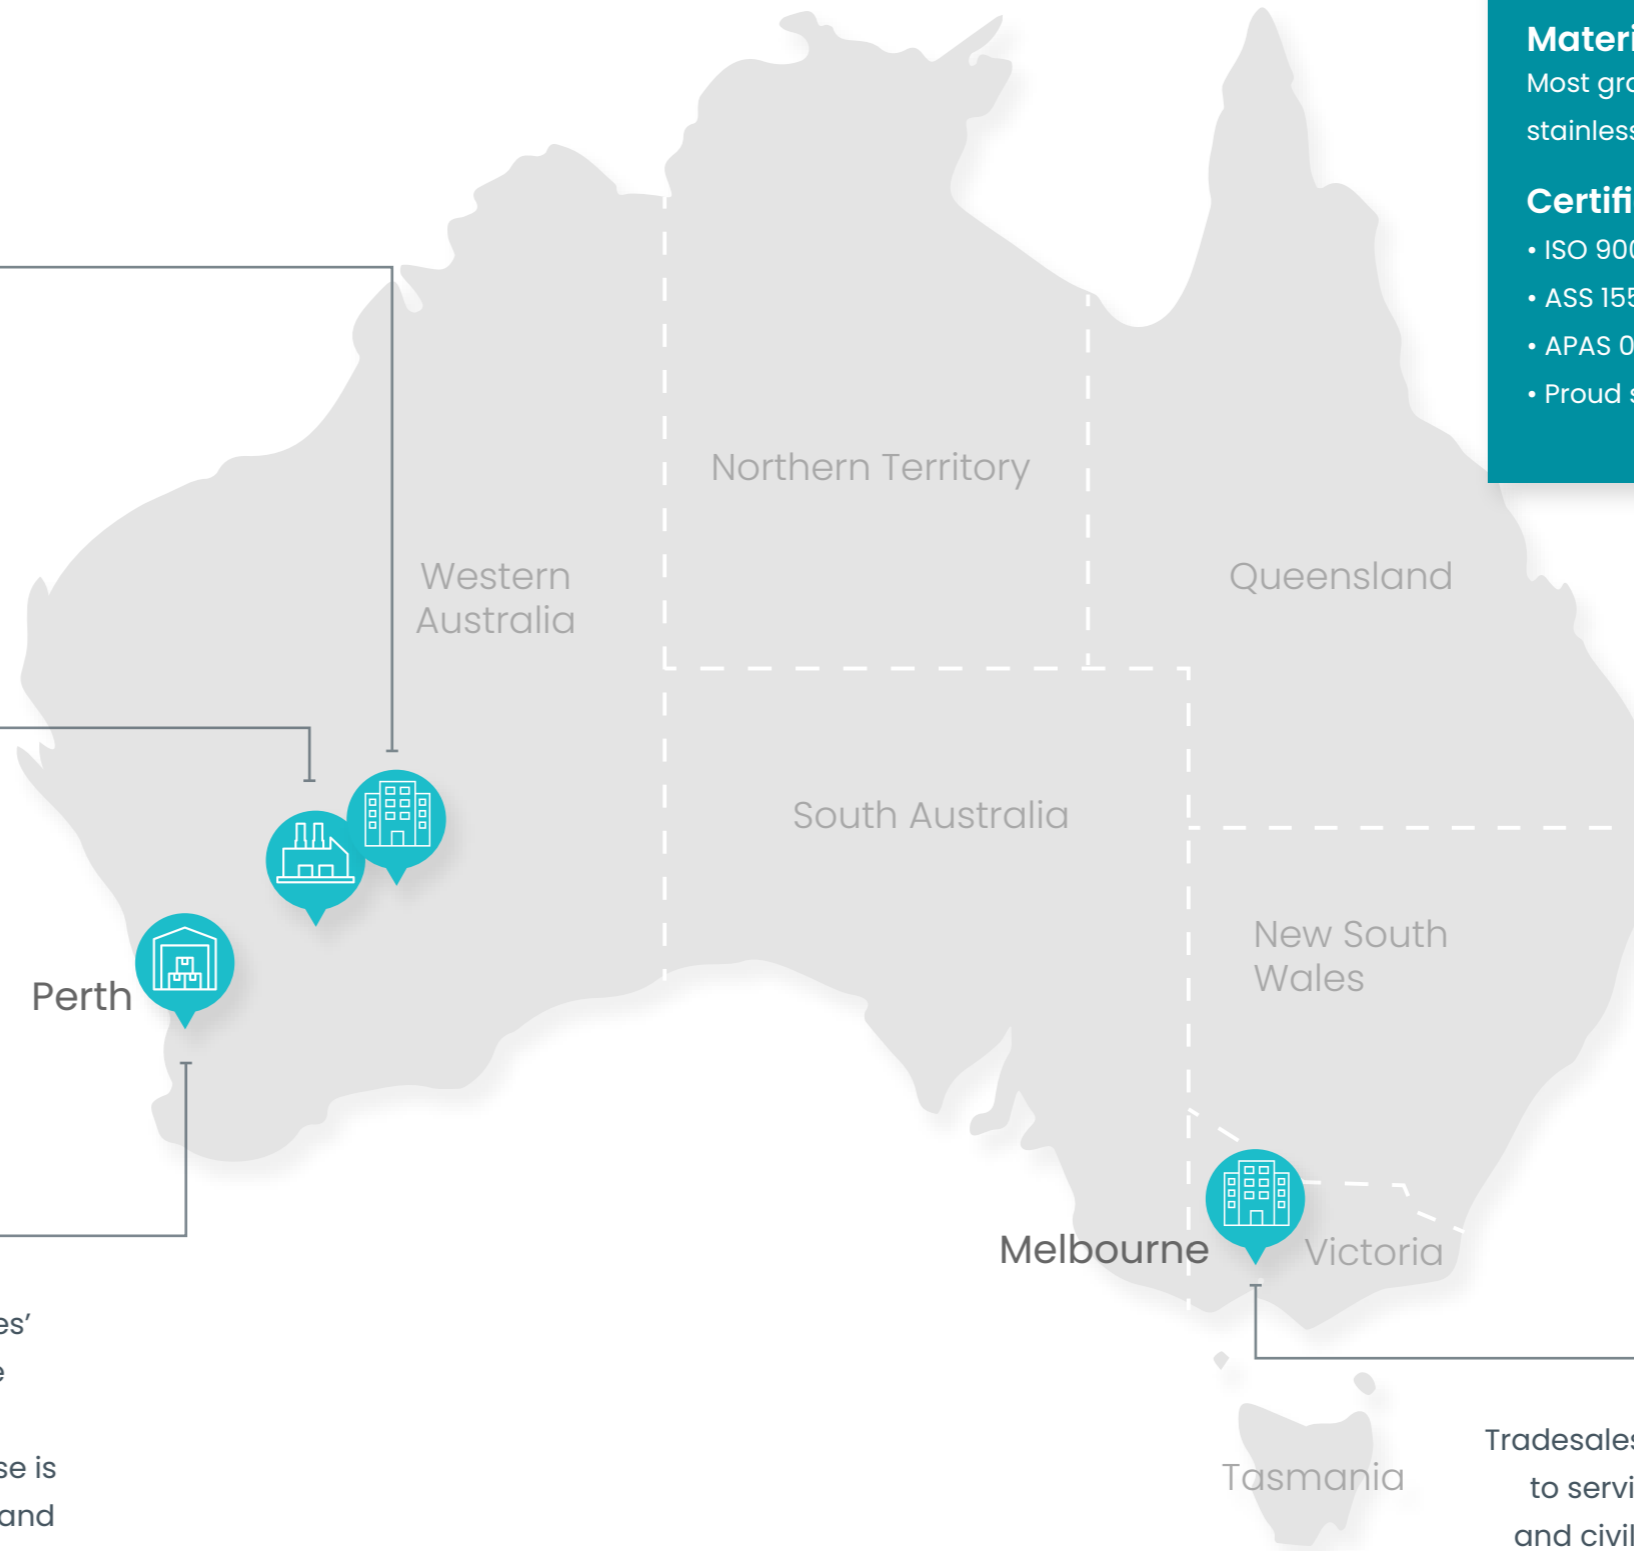 Materi
Most gro
stainless
Certifi
• ISO 900
• ASS 155
• APAS 0
• Proud s
Northern Territory
Western
Australia
Queensland
South Australia
New South
Wales
Perth
Melbourne
Victoria
Tasmania
es’
e
se is
and
Tradesales
to servi
and civil